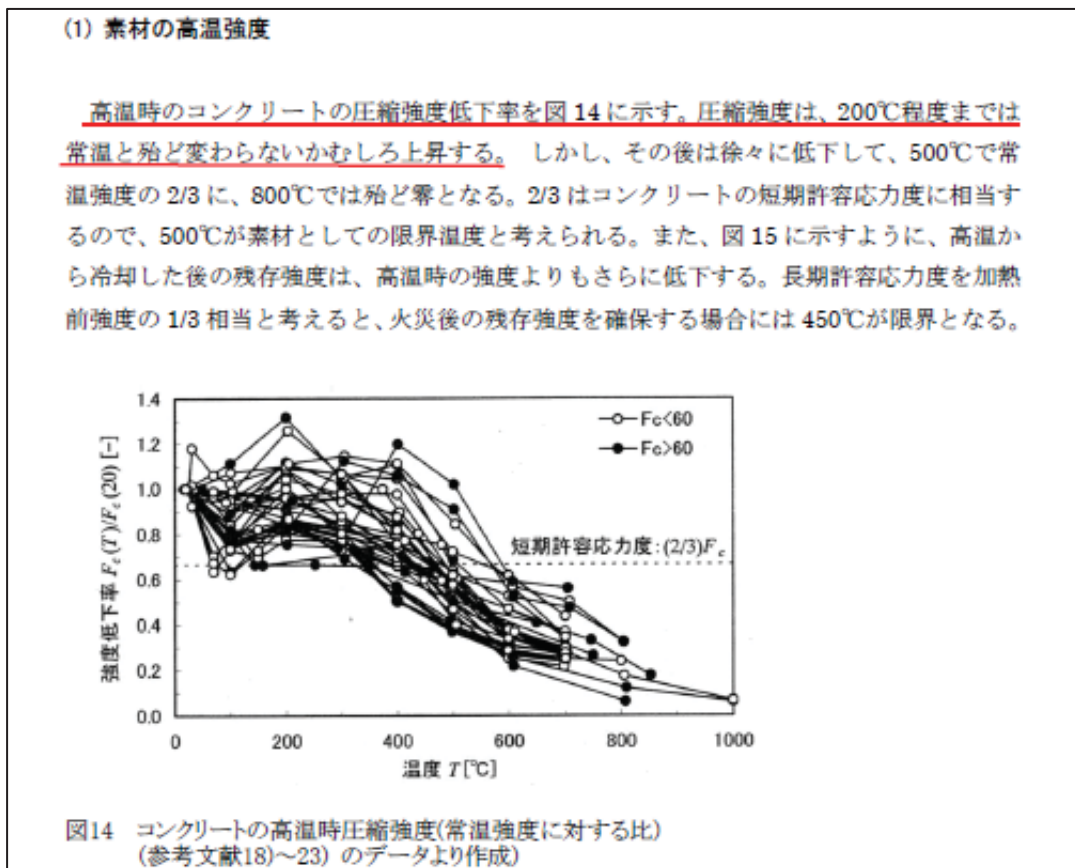 (1) 素材の高温強度
高温時のコンクリートの圧縮強度低下率を図 14 に示す。圧縮強度は、200℃程度までは
常温と殆ど変わらないかむしろ上昇する。 しかし、その後は徐々に低下して、500℃で常
温強度の 2/3 に、800℃では殆ど零となる。2/3 はコンクリートの短期許容応力度に相当す
るので、500℃が素材としての限界温度と考えられる。また、図 15 に示すように、高温か
ら冷却した後の残存強度は、高温時の強度よりもさらに低下する。長期許容応力度を加熱
前強度の 1/3 相当と考えると、火災後の残存強度を確保する場合には 450℃が限界となる。
強度低下率 Fc(T)/Fc(20) [-]
1.4
1.2
1.0
0.8
0.6
0.4
0.2
0.0
Fc<60
Fc>60
短期許容応力度:(2/3)Fc
0 200 400 600 800 1000
温度 T[℃]
図14 コンクリートの高温時圧縮強度(常温強度に対する比)
(参考文献18)~23) のデータより作成)